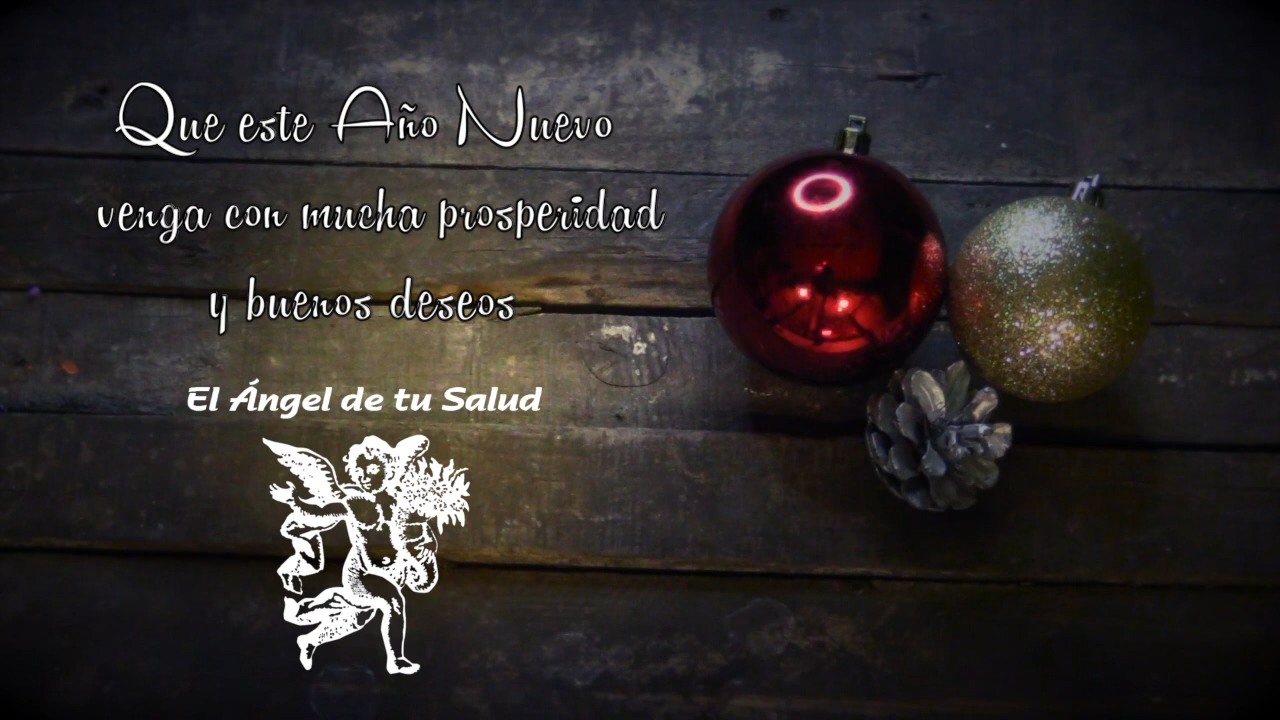 Que este Año Nuevo
venga con mucha prosperidad
y buenos deseos
El Ángel de tu Salud